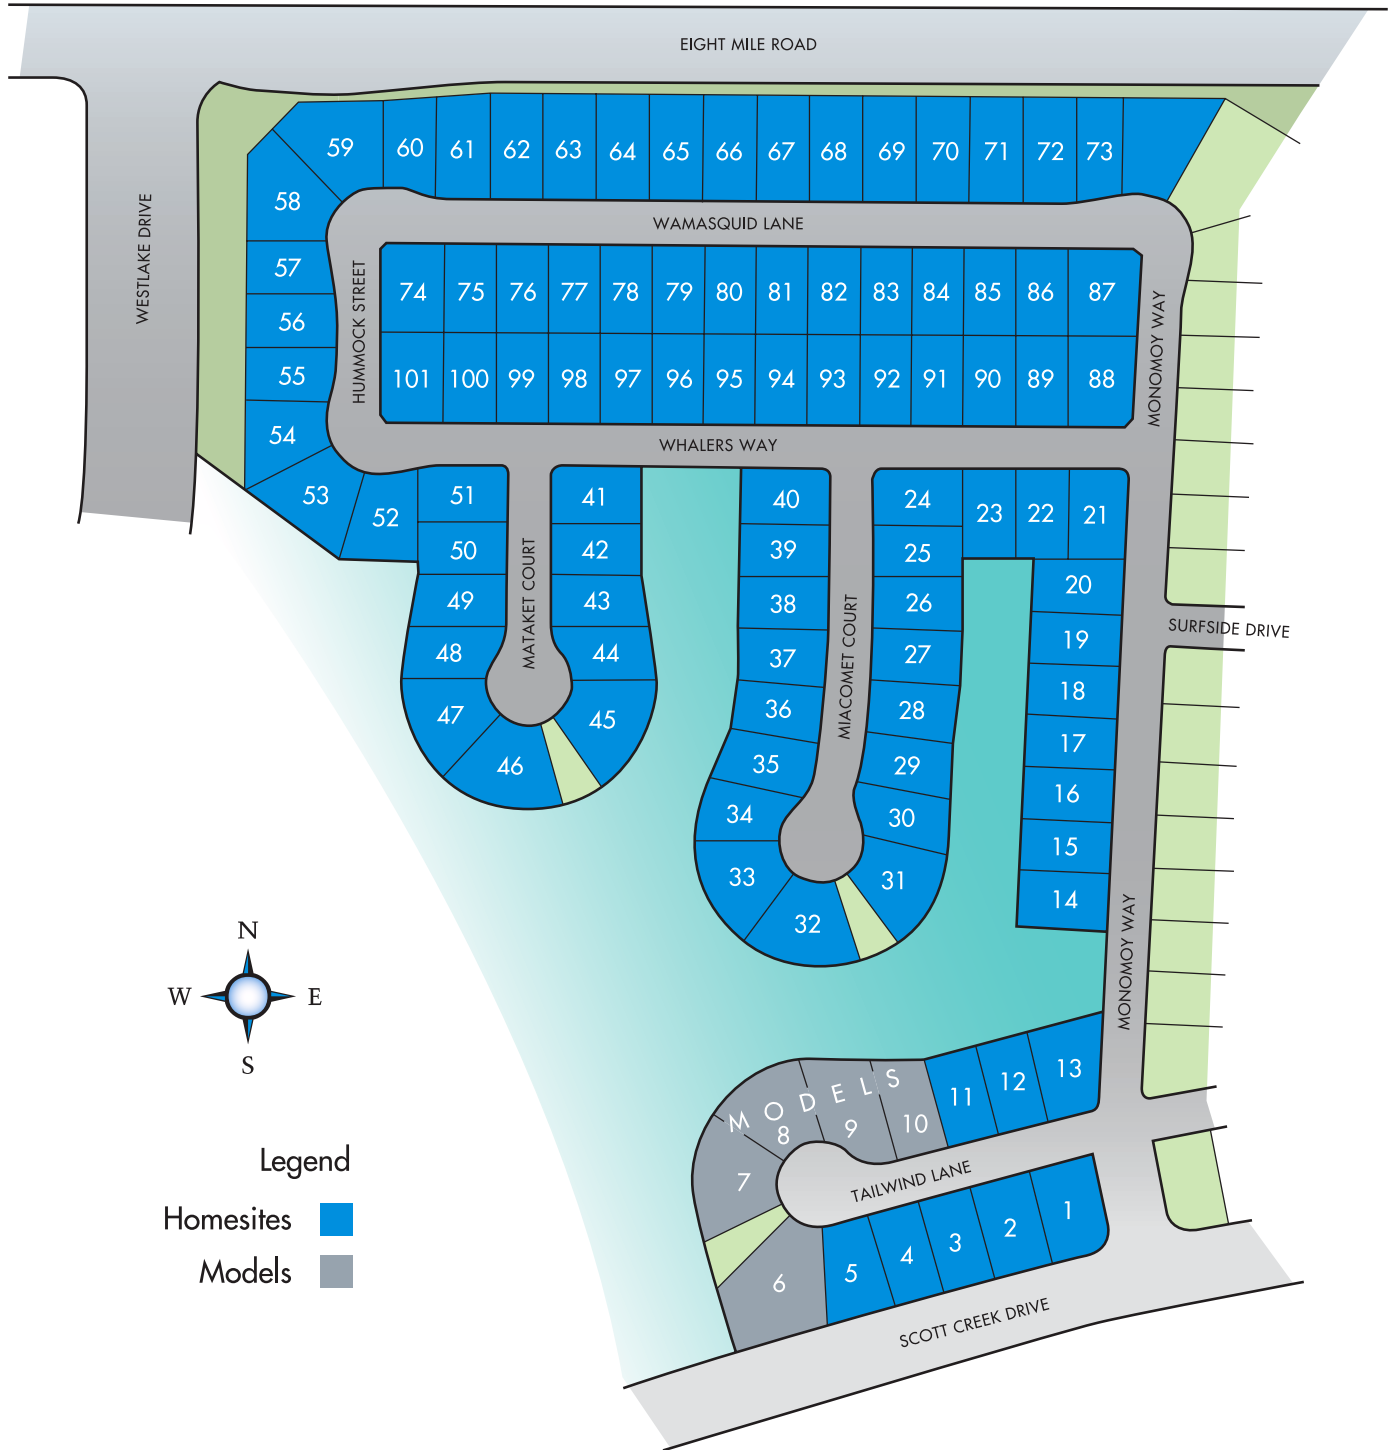 EIGHT MILE ROAD
59 60 61 62 63 64 65 66 67 68 69 70 71 72 73
58
WAMASQUID LANE
WESTLAKE DRIVE
57
HUMMOCK STREET
74 75 76 77 78 79 80 81 82 83 84 85 86 87
MONOMOY WAY
56
55
101 100 99 98 97 96 95 94 93 92 91 90 89 88
54
WHALERS WAY
53
52
51 41 40 24 23 22 21
50 42 39 25
MATAKET COURT
MIACOMET COURT
20
49 43 38 26
SURFSIDE DRIVE
19
48 44 37 27
18
47 45 36 28
17
46 35 29
16
34 30
15
33 31
14
32
MONOMOY WAY
N
W E
S
MODELS
13
12
11
10
9
8
7
TAILWIND LANE
6
5
4
3
2
1
SCOTT CREEK DRIVE
Legend
Homesites
Models